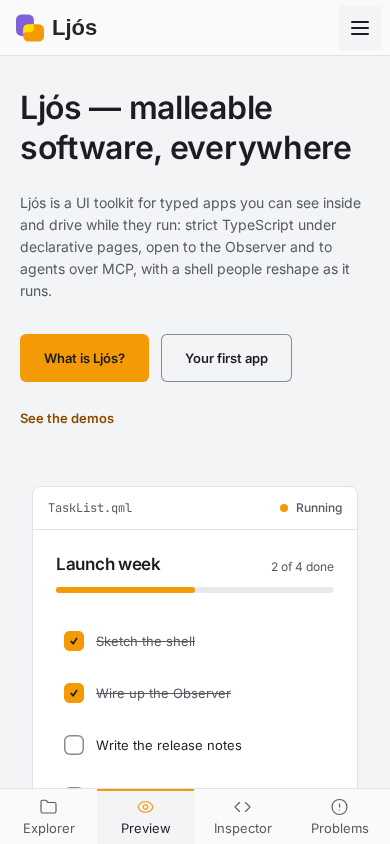 Ljós
Ljós — malleable
software, everywhere
Ljós is a UI toolkit for typed apps you can see inside
and drive while they run: strict TypeScript under
declarative pages, open to the Observer and to
agents over MCP, with a shell people reshape as it
runs.
What is Ljós? Your first app
See the demos
TaskList.qml Running
Launch week 2 of 4 done
Sketch the shell
Wire up the Observer
Write the release notes
Explorer Preview Inspector Problems